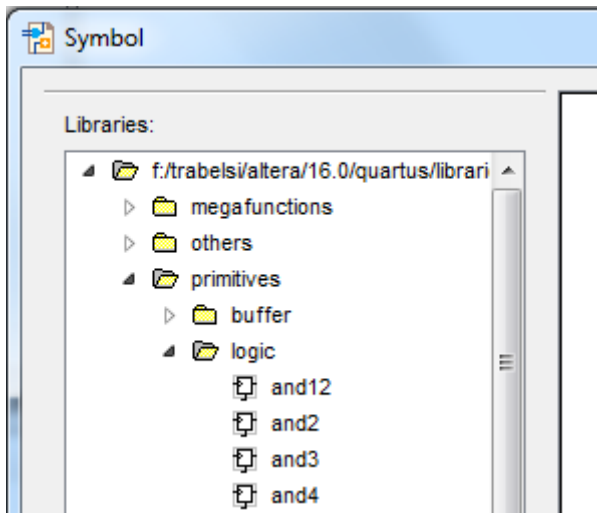 Symbol
Libraries:
f:/trabelsi/altera/16.0/quartus/librari
megafunctions
others
primitives
buffer
logic
and12
and2
and3
and4